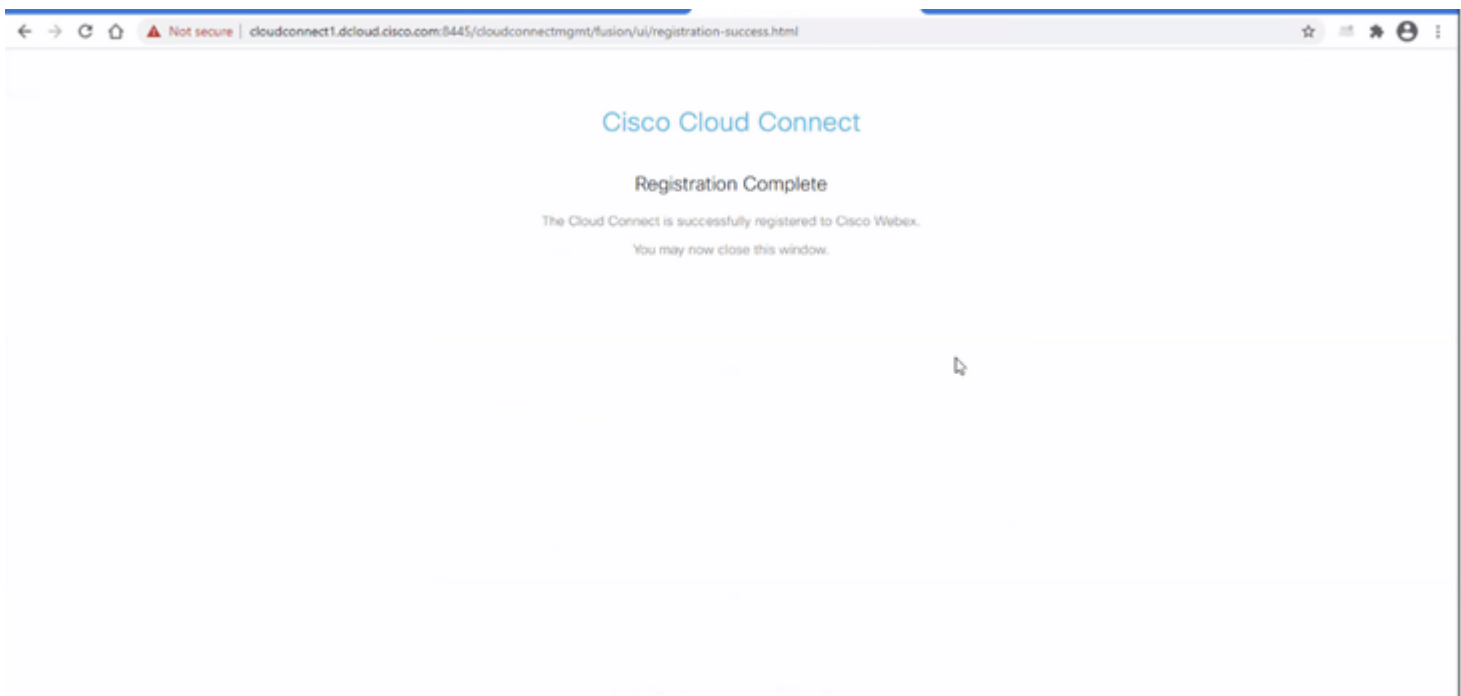 Not secure | cloudconnect1.dcloud.cisco.com:8445/cloudconnectmgmt/fusion/ui/registration-success.html
Cisco Cloud Connect
Registration Complete
The Cloud Connect is successfully registered to Cisco Webex.
You may now close this window.